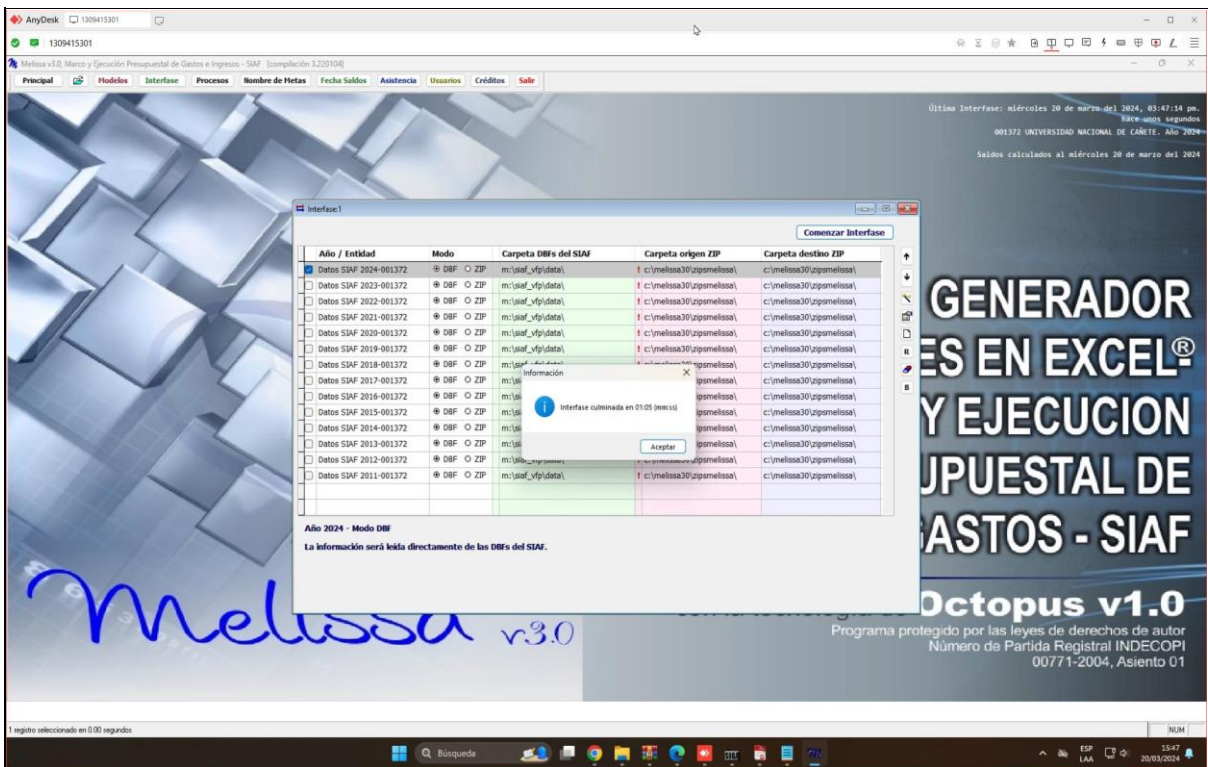 AnyDesk 1309415301
1309415301
Melissa v3.0, Marco y Ejecución Presupuestal de Gastos e Ingresos - SIAF [compilación 3.220104]
Principal Modelos Interfase Procesos Nombre de Metas Fecha Saldos Asistencia Usuarios Créditos Salir
Última Interfase: miércoles 20 de marzo del 2024, 03:47:14 pm.
hace unos segundos
001372 UNIVERSIDAD NACIONAL DE CAÑETE. Año 2024
Saldos calculados al miércoles 20 de marzo del 2024
Interfase:1
Comenzar Interfase
Año / Entidad Modo Carpeta DBFs del SIAF Carpeta origen ZIP Carpeta destino ZIP
Datos SIAF 2024-001372 DBF ZIP m:\siaf_vfp\data\ ! c:\melissa30\zipsmelissa\ c:\melissa30\zipsmelissa\
Datos SIAF 2023-001372 DBF ZIP m:\siaf_vfp\data\ ! c:\melissa30\zipsmelissa\ c:\melissa30\zipsmelissa\
Datos SIAF 2022-001372 DBF ZIP m:\siaf_vfp\data\ ! c:\melissa30\zipsmelissa\ c:\melissa30\zipsmelissa\
Datos SIAF 2021-001372 DBF ZIP m:\siaf_vfp\data\ ! c:\melissa30\zipsmelissa\ c:\melissa30\zipsmelissa\
Datos SIAF 2020-001372 DBF ZIP m:\siaf_vfp\data\ ! c:\melissa30\zipsmelissa\ c:\melissa30\zipsmelissa\
Datos SIAF 2019-001372 DBF ZIP m:\siaf_vfp\data\ ! c:\melissa30\zipsmelissa\ c:\melissa30\zipsmelissa\
R
Datos SIAF 2018-001372 DBF ZIP c:\melissa30\zipsmelissa\
Información
Datos SIAF 2017-001372 DBF ZIP m:\si ipsmelissa\ c:\melissa30\zipsmelissa\
B
Datos SIAF 2016-001372 DBF ZIP m:\si ipsmelissa\ c:\melissa30\zipsmelissa\
Interfase culminada en 01:05 (mm:ss)
Datos SIAF 2015-001372 DBF ZIP m:\si ipsmelissa\ c:\melissa30\zipsmelissa\
Datos SIAF 2014-001372 DBF ZIP m:\si ipsmelissa\ c:\melissa30\zipsmelissa\
Datos SIAF 2013-001372 DBF ZIP m:\si ipsmelissa\ c:\melissa30\zipsmelissa\
Aceptar
Datos SIAF 2012-001372 DBF ZIP c:\melissa30\zipsmelissa\
Datos SIAF 2011-001372 DBF ZIP m:\siaf_vfp\data\ ! c:\melissa30\zipsmelissa\ c:\melissa30\zipsmelissa\
Año 2024 - Modo DBF
La información será leída directamente de las DBFs del SIAF.
GENERADOR
ES EN EXCEL®
Y EJECUCION
UPUESTAL DE
GASTOS - SIAF
Melissa v3.0
Octopus v1.0
Programa protegido por las leyes de derechos de autor
Número de Partida Registral INDECOPI
00771-2004, Asiento 01
1 registro seleccionado en 0.00 segundos
NUM
Búsqueda
ESP
LAA
15:47
20/03/2024